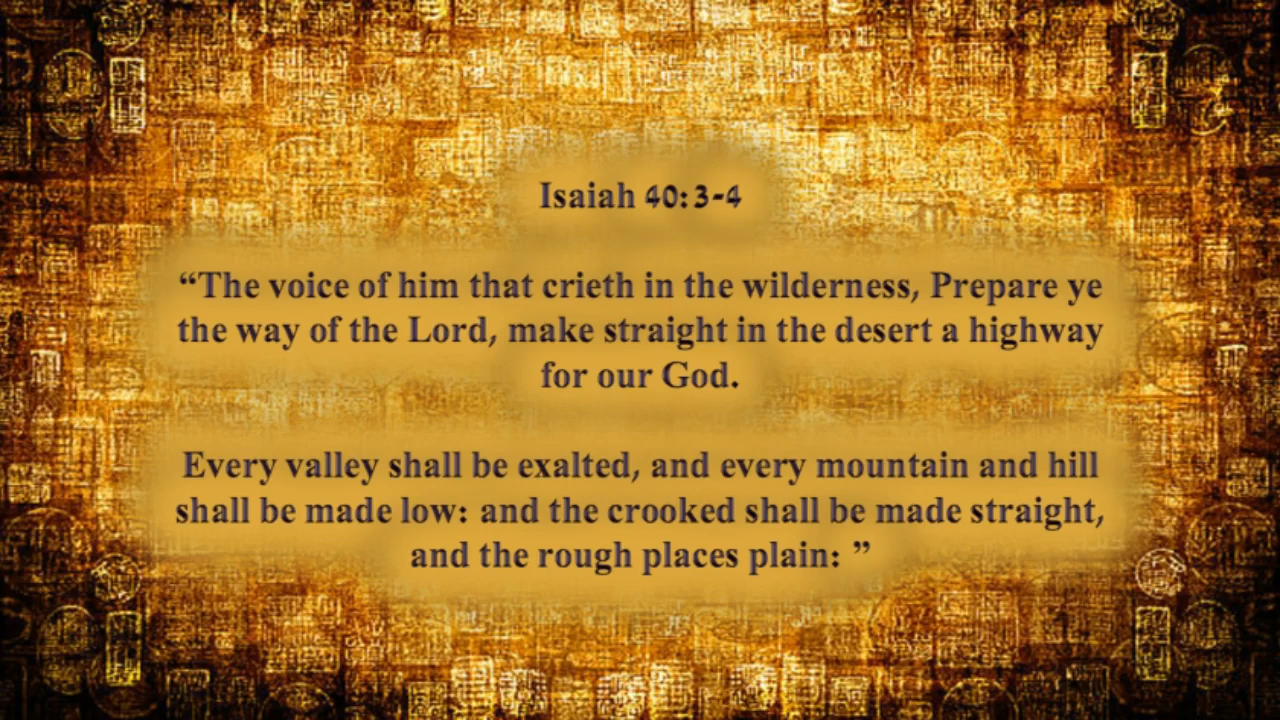 Isaiah 40:3-4
“The voice of him that crieth in the wilderness, Prepare ye
the way of the Lord, make straight in the desert a highway
for our God.
Every valley shall be exalted, and every mountain and hill
shall be made low: and the crooked shall be made straight,
and the rough places plain: ”